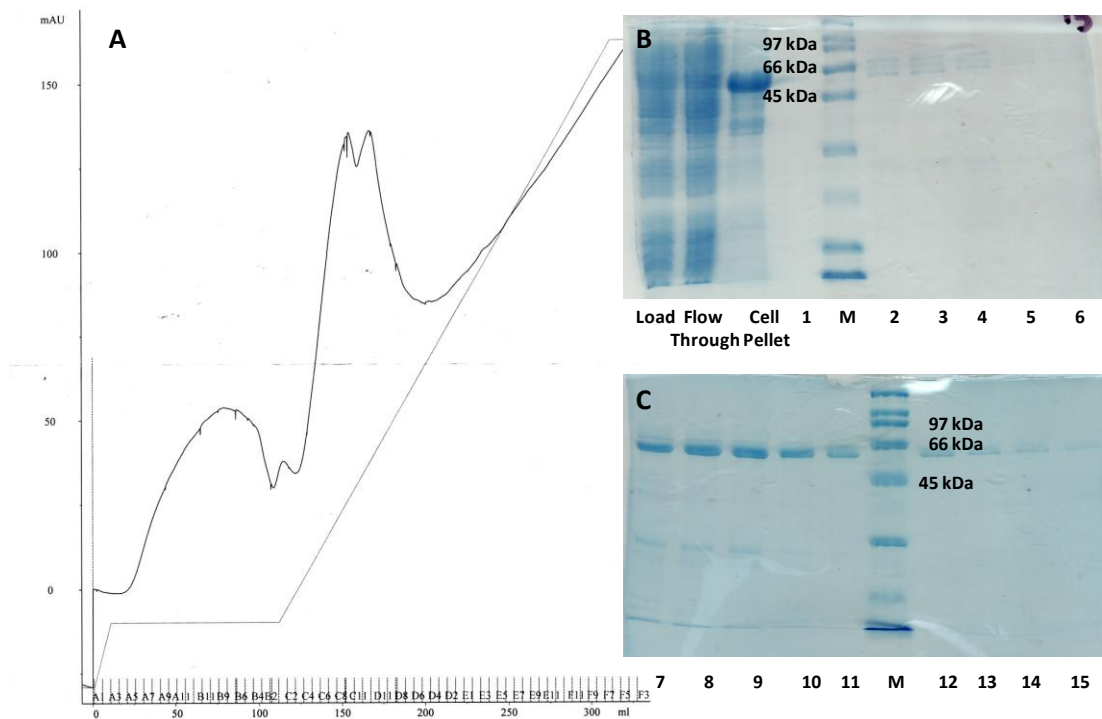 mAU
A
150
100
50
0
A1 A3 A5 A7 A9 A11 B11 B9 B6 B4 B2 C2 C4 C6 C8 C11 D11 D8 D6 D4 D2 E1 E3 E5 E7 E9 E11 F11 F9 F7 F5 F3
0 50 100 150 200 250 300 ml
B
97 kDa
66 kDa
45 kDa
Load Flow Cell 1 M 2 3 4 5 6
Through Pellet
C
97 kDa
66 kDa
45 kDa
7 8 9 10 11 M 12 13 14 15